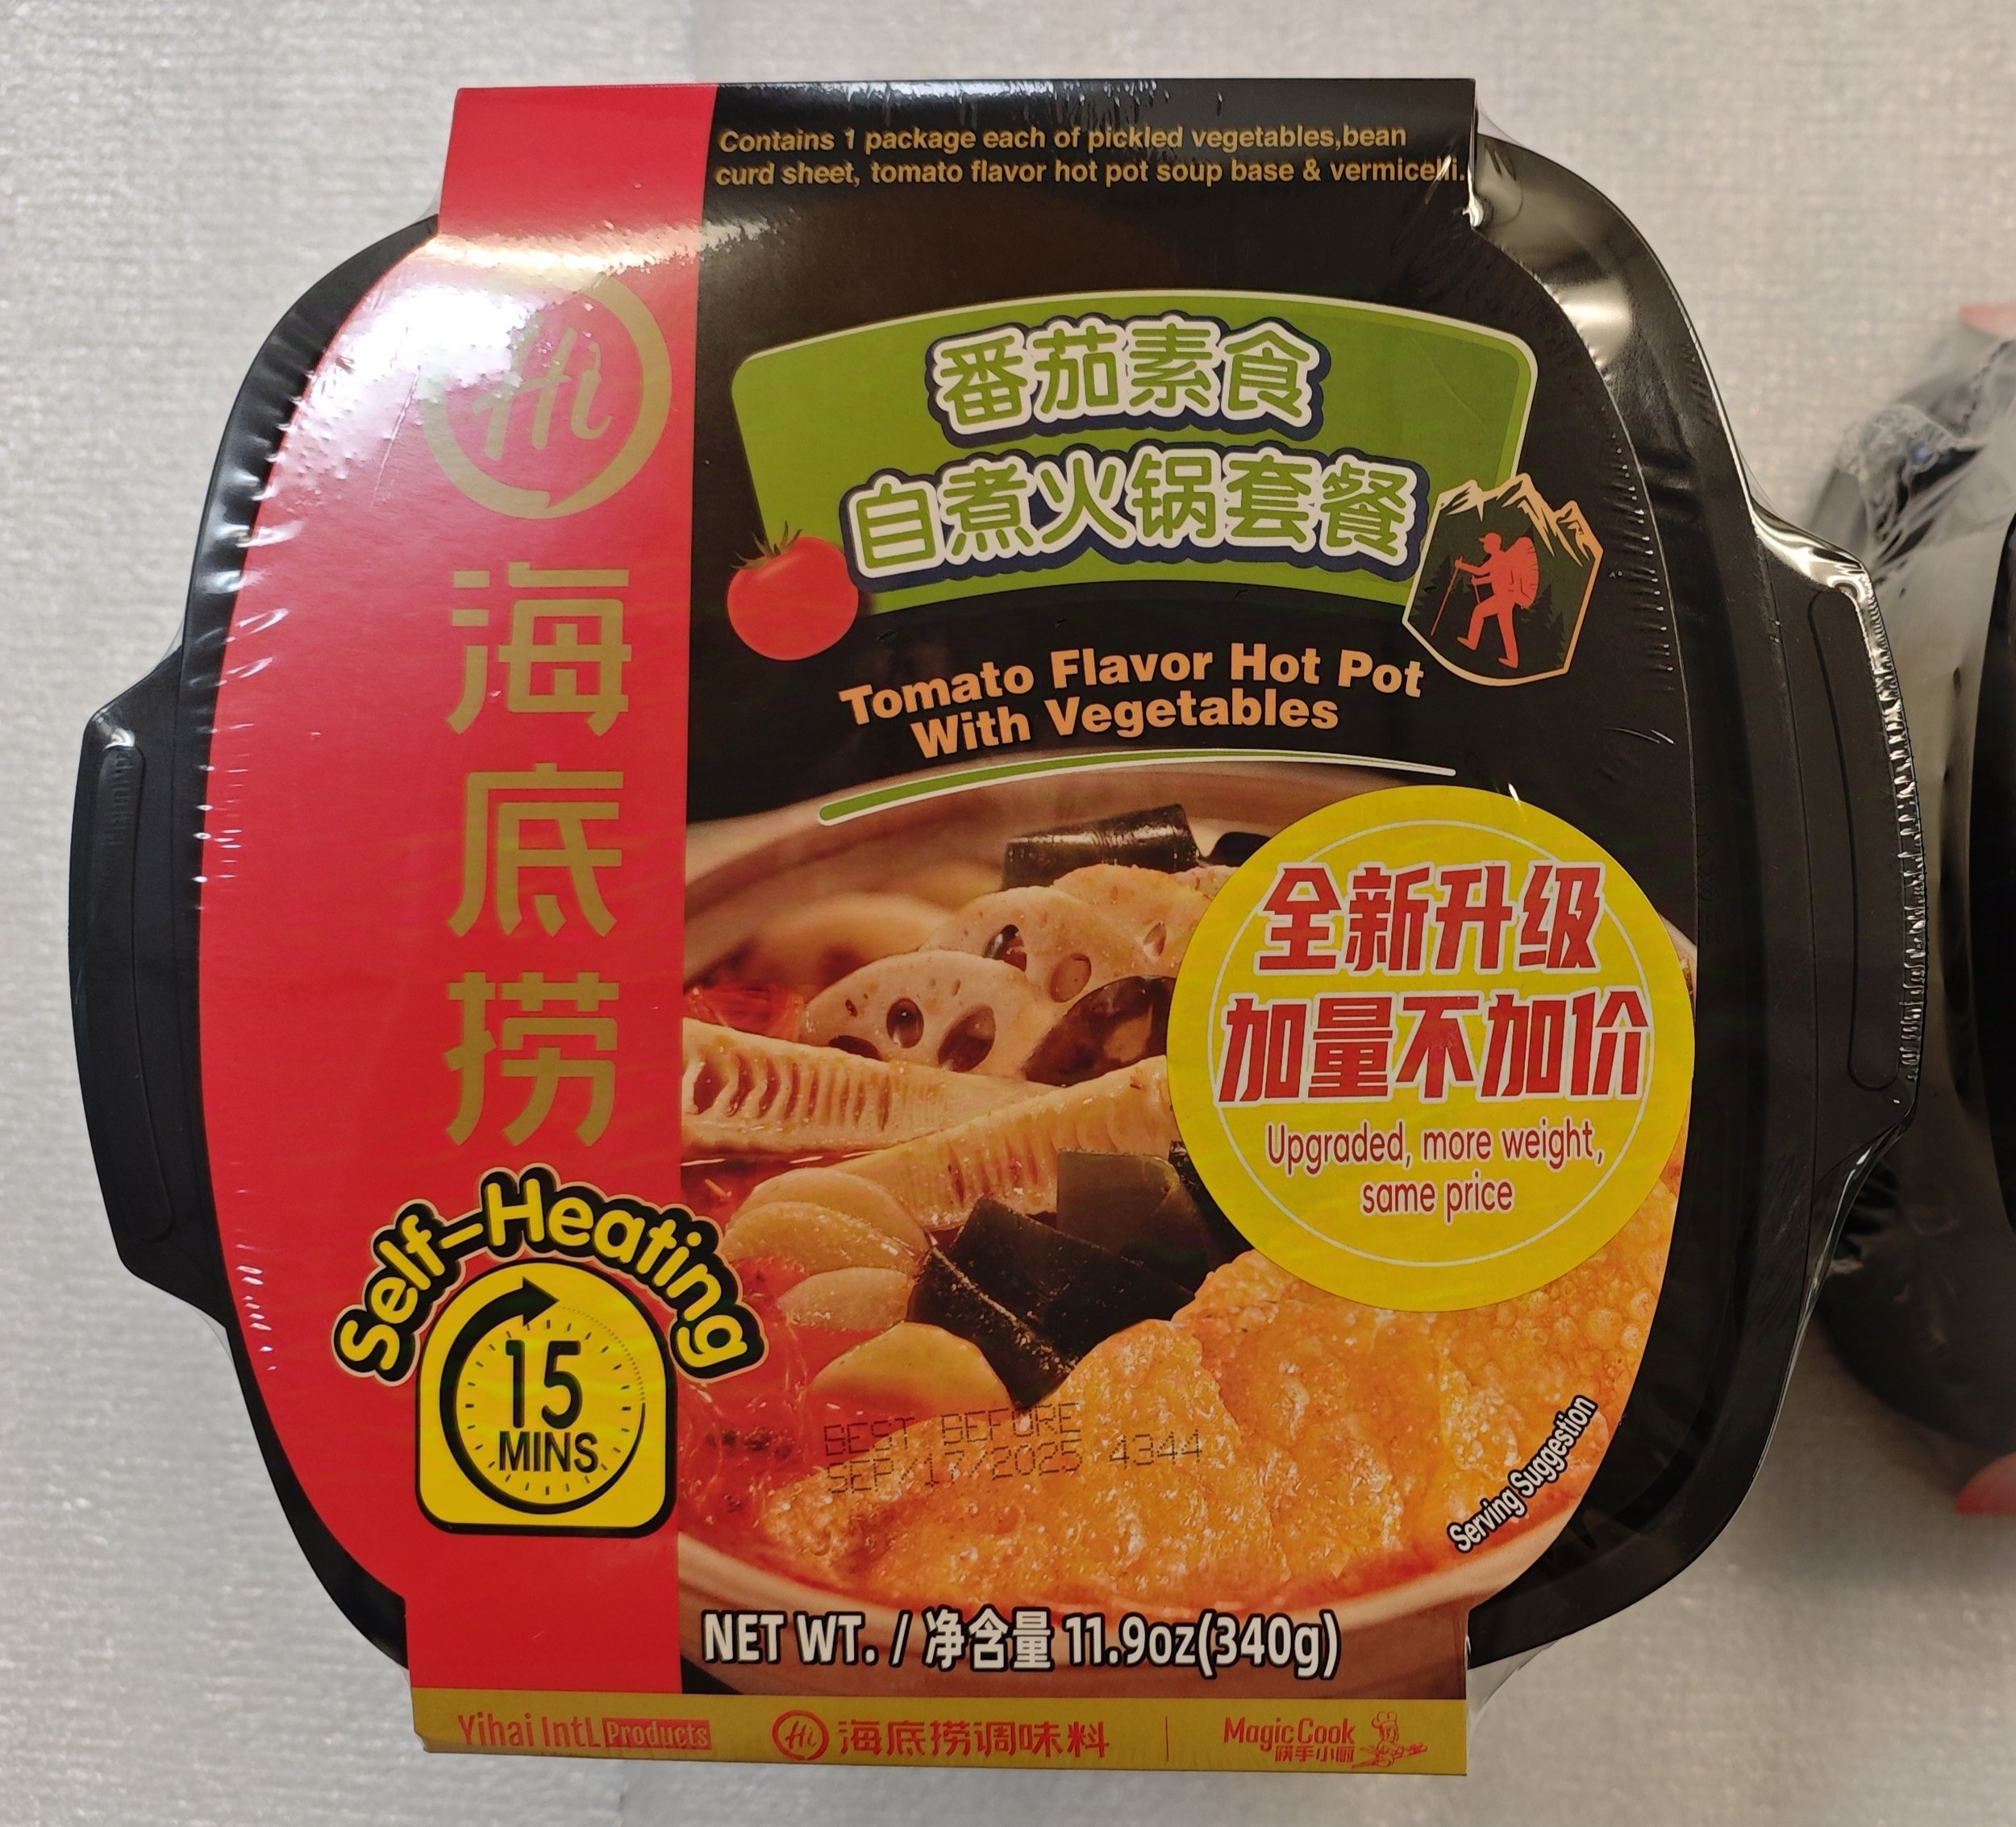 Contains 1 package each of pickled vegetables,bean
curd sheet, tomato flavor hot pot soup base & vermicelli.
Hi
海底捞
番茄素食
自煮火锅套餐
Tomato Flavor Hot Pot
With Vegetables
全新升级
加量不加价
Upgraded, more weight,
same price
Self-Heating
15
MINS
BEST BEFORE
SEP/17/2025 4344
Serving Suggestion
NET WT. / 净含量 11.9oz(340g)
Yihai Intl Products
Hi 海底捞调味料
Magic Cook
筷手小厨